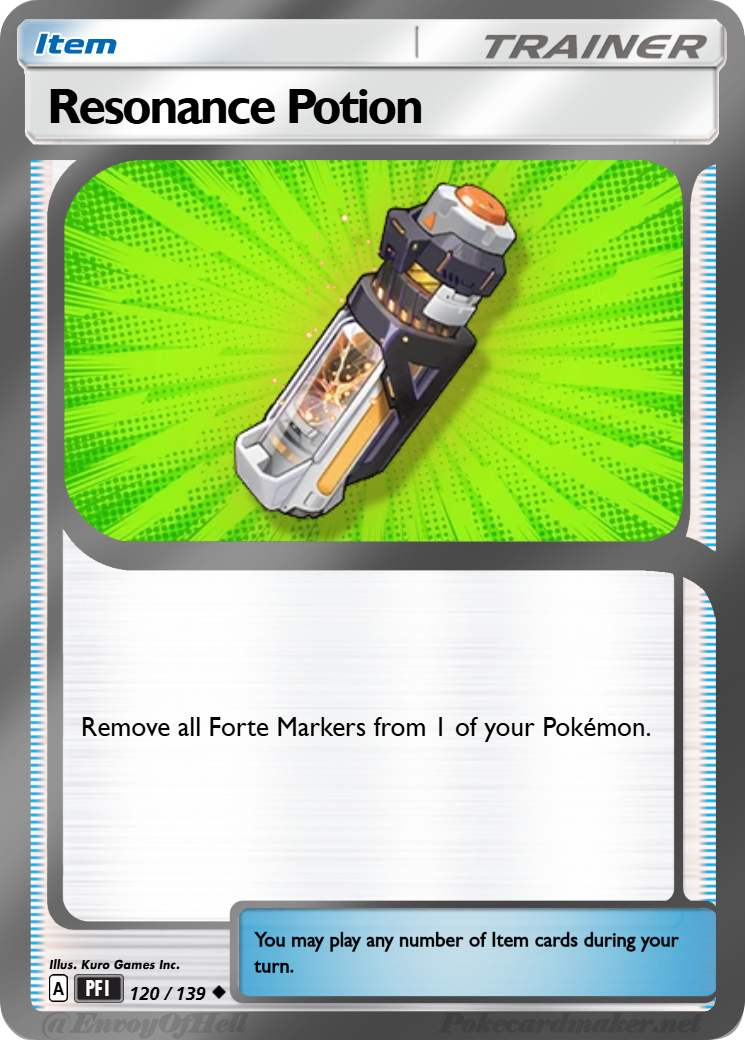 Item
TRAINER
Resonance Potion
Remove all Forte Markers from 1 of your Pokémon.
You may play any number of Item cards during your
turn.
Illus. Kuro Games Inc.
A PFI 120 / 139
@EnvoyOfHell
Pokecardmaker.net